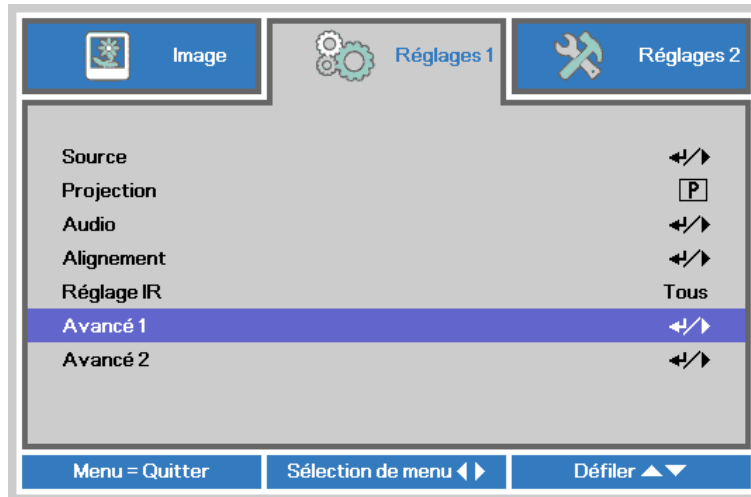 Image
Réglages 1
Réglages 2
Source
Projection P
Audio
Alignement
Réglage IR Tous
Avancé 1
Avancé 2
Menu = Quitter
Sélection de menu
Défiler